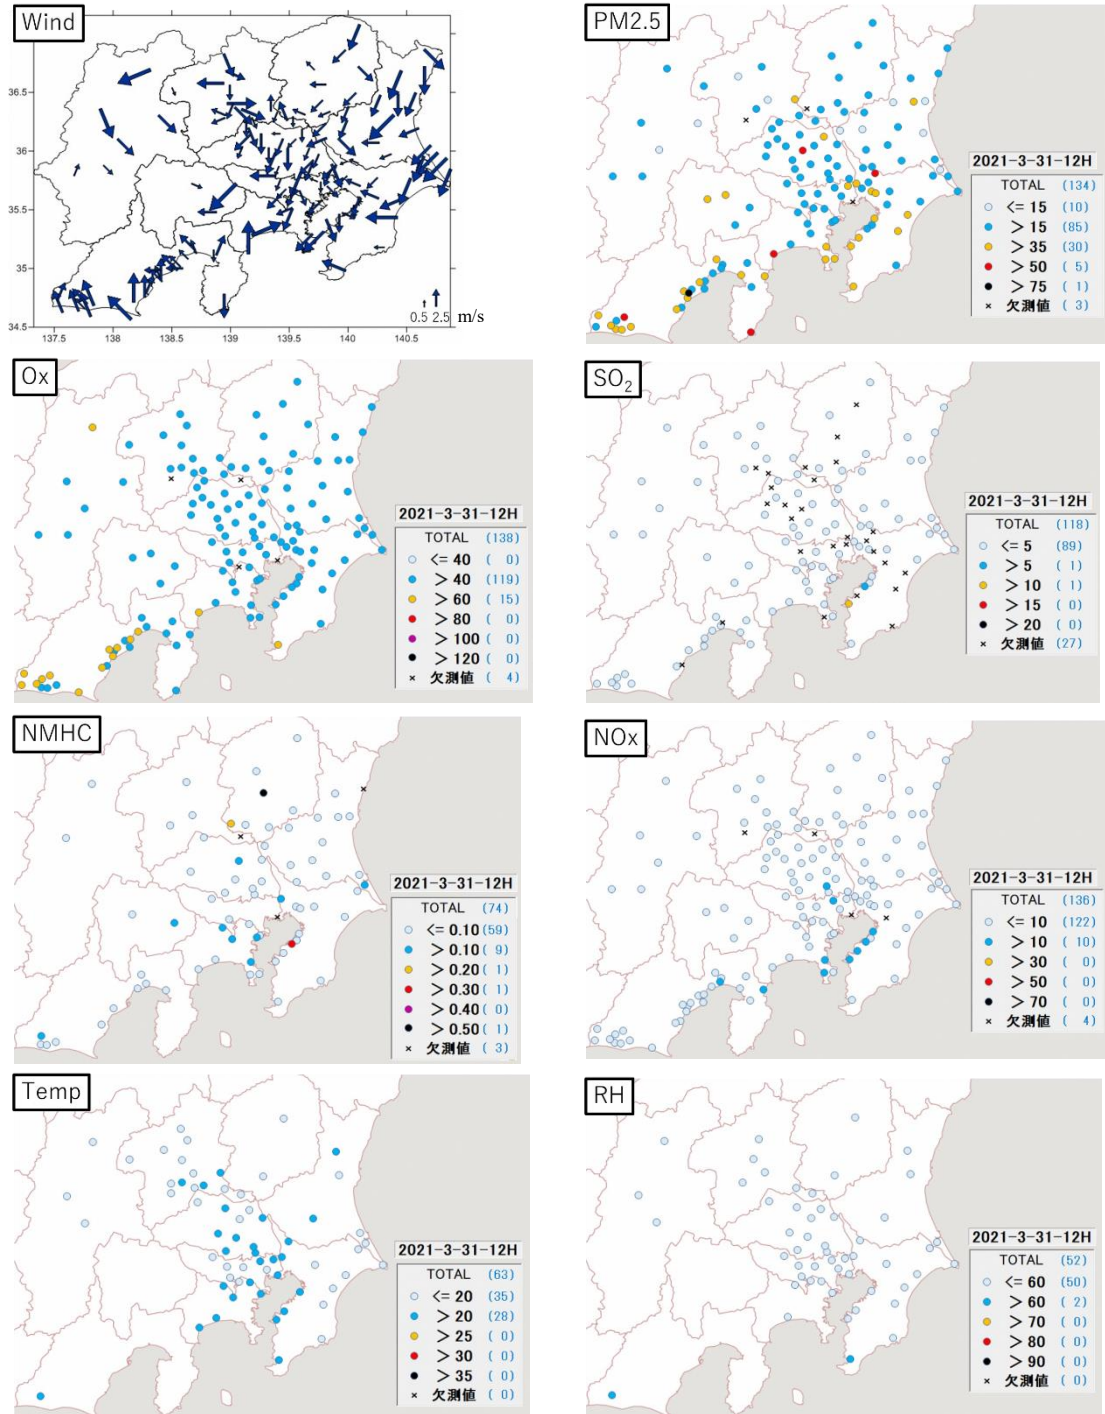 Wind
36.5
36
35.5
35
34.5
137.5 138 138.5 139 139.5 140 140.5
0.5 2.5 m/s
PM2.5
2021-3-31-12H
TOTAL (134)
<= 15 (10)
> 15 (85)
> 35 (30)
> 50 ( 5)
> 75 ( 1)
× 欠測値 ( 3)
Ox
2021-3-31-12H
TOTAL (138)
<= 40 ( 0)
> 40 (119)
> 60 ( 15)
> 80 ( 0)
> 100 ( 0)
> 120 ( 0)
× 欠測値 ( 4)
SO₂
2021-3-31-12H
TOTAL (118)
<= 5 (89)
> 5 ( 1)
> 10 ( 1)
> 15 ( 0)
> 20 ( 0)
× 欠測値 (27)
NMHC
2021-3-31-12H
TOTAL (74)
<= 0.10 (59)
> 0.10 ( 9)
> 0.20 ( 1)
> 0.30 ( 1)
> 0.40 ( 0)
> 0.50 ( 1)
× 欠測値 ( 3)
NOx
2021-3-31-12H
TOTAL (136)
<= 10 (122)
> 10 ( 10)
> 30 ( 0)
> 50 ( 0)
> 70 ( 0)
× 欠測値 ( 4)
Temp
2021-3-31-12H
TOTAL (63)
<= 20 (35)
> 20 (28)
> 25 ( 0)
> 30 ( 0)
> 35 ( 0)
× 欠測値 ( 0)
RH
2021-3-31-12H
TOTAL (52)
<= 60 (50)
> 60 ( 2)
> 70 ( 0)
> 80 ( 0)
> 90 ( 0)
× 欠測値 ( 0)